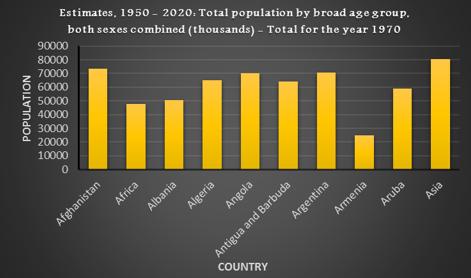 Estimates, 1950 - 2020: Total population by broad age group,
both sexes combined (thousands) - Total for the year 1970
POPULATION
90000
80000
70000
60000
50000
40000
30000
20000
10000
0
Afghanistan
Africa
Albania
Algeria
Angola
Antigua and Barbuda
Argentina
Armenia
Aruba
Asia
COUNTRY